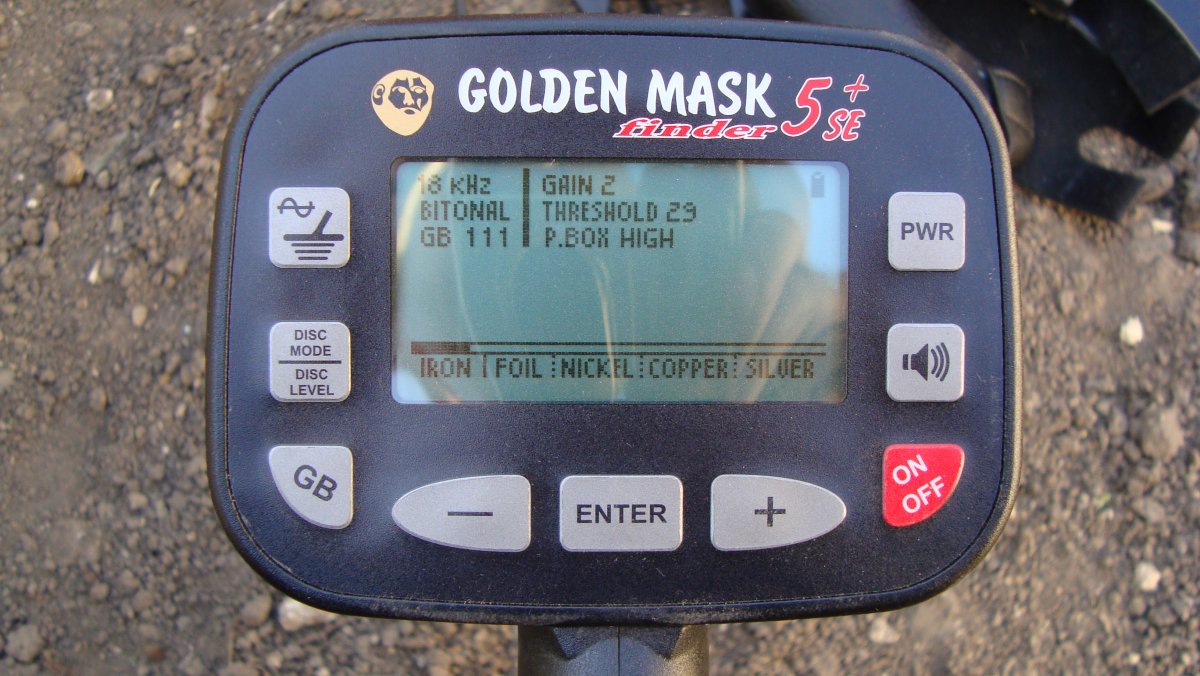 GOLDEN MASK
finder 5+ SE
18 KHZ GAIN 2
BITONAL THRESHOLD 29
GB 111 P.BOX HIGH
IRON FOIL NICKEL COPPER SILVER
PWR
DISC
MODE
DISC
LEVEL
GB
ENTER
ON
OFF